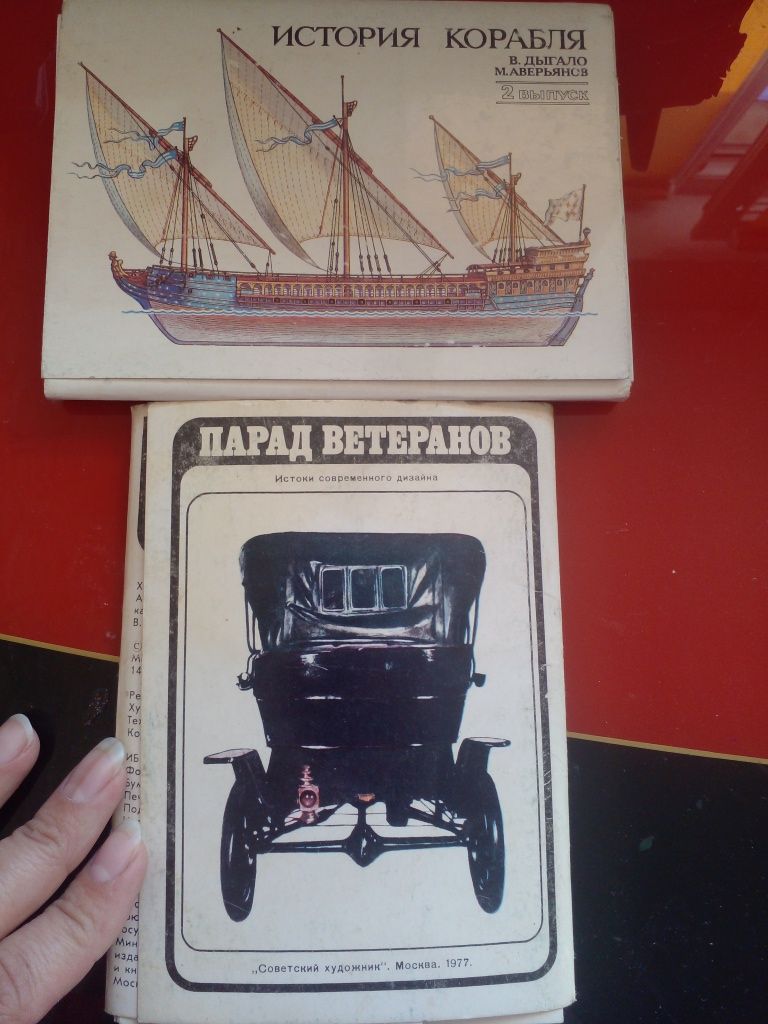 ИСТОРИЯ КОРАБЛЯ
В. ДЫГАЛО
М. АВЕРЬЯНОВ
2 ВЫПУСК
ПАРАД ВЕТЕРАНОВ
Истоки современного дизайна
„Советский художник". Москва. 1977.